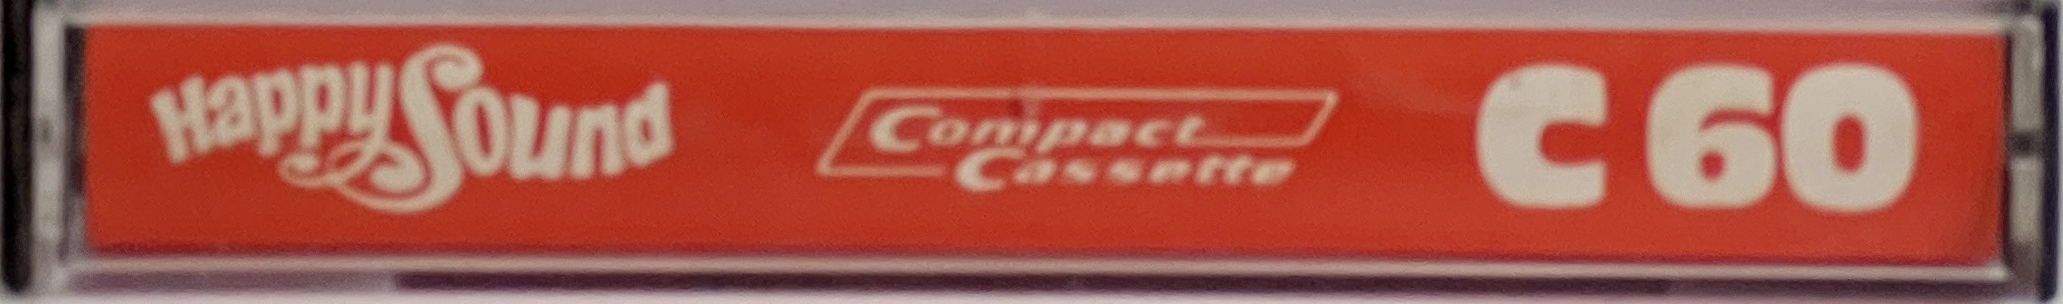 Happy Sound
Compact
Cassette
C 60